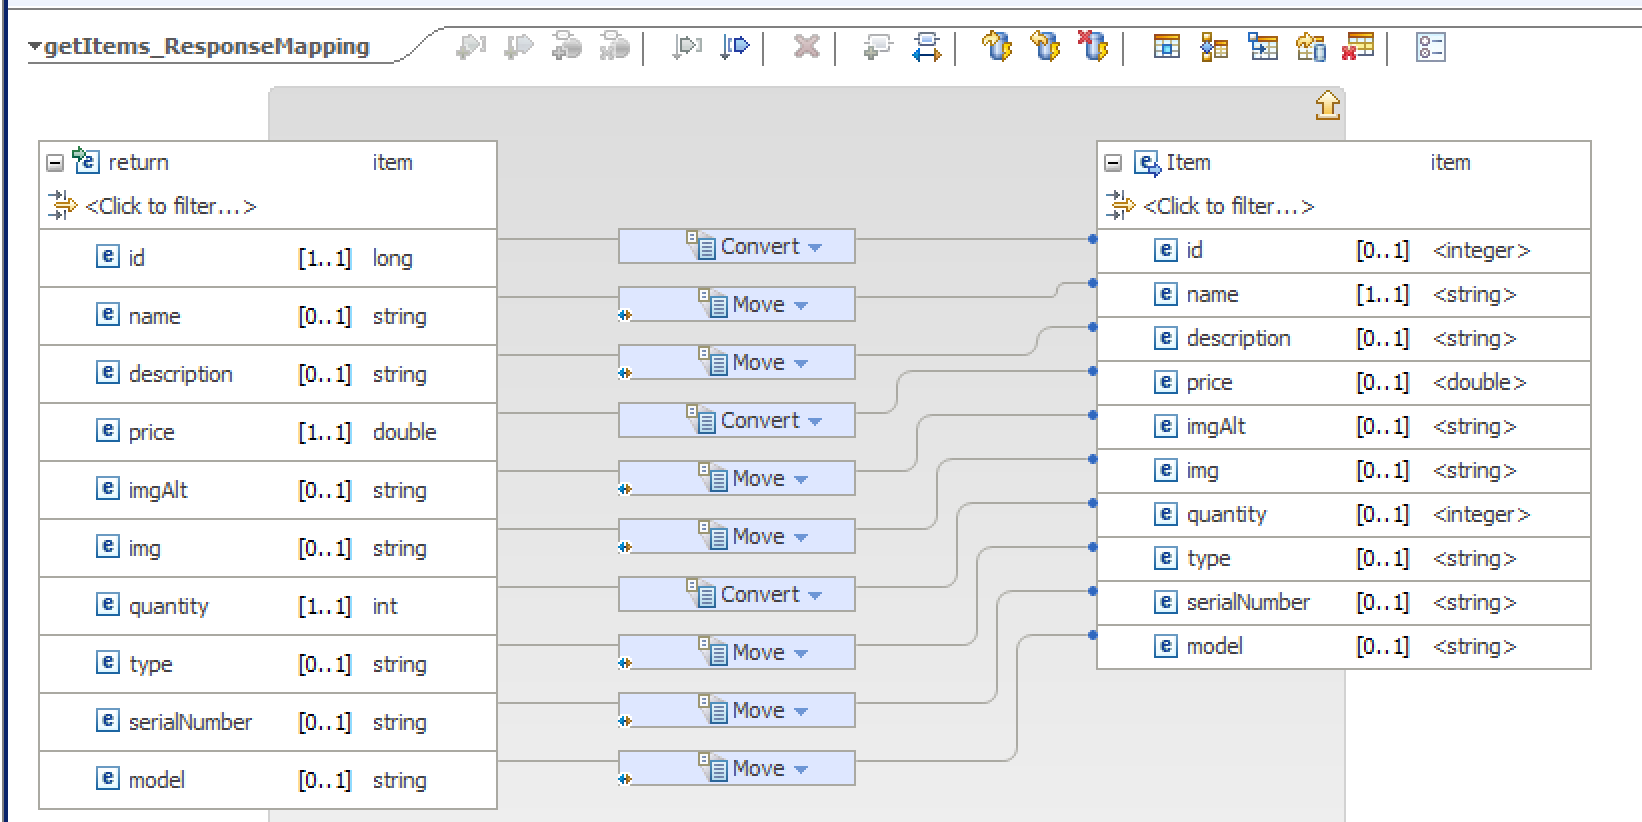 getItems_ResponseMapping
return item
<Click to filter...>
id [1..1] long
name [0..1] string
description [0..1] string
price [1..1] double
imgAlt [0..1] string
img [0..1] string
quantity [1..1] int
type [0..1] string
serialNumber [0..1] string
model [0..1] string
Convert
Move
Move
Convert
Move
Move
Convert
Move
Move
Move
Item item
<Click to filter...>
id [0..1] <integer>
name [1..1] <string>
description [0..1] <string>
price [0..1] <double>
imgAlt [0..1] <string>
img [0..1] <string>
quantity [0..1] <integer>
type [0..1] <string>
serialNumber [0..1] <string>
model [0..1] <string>